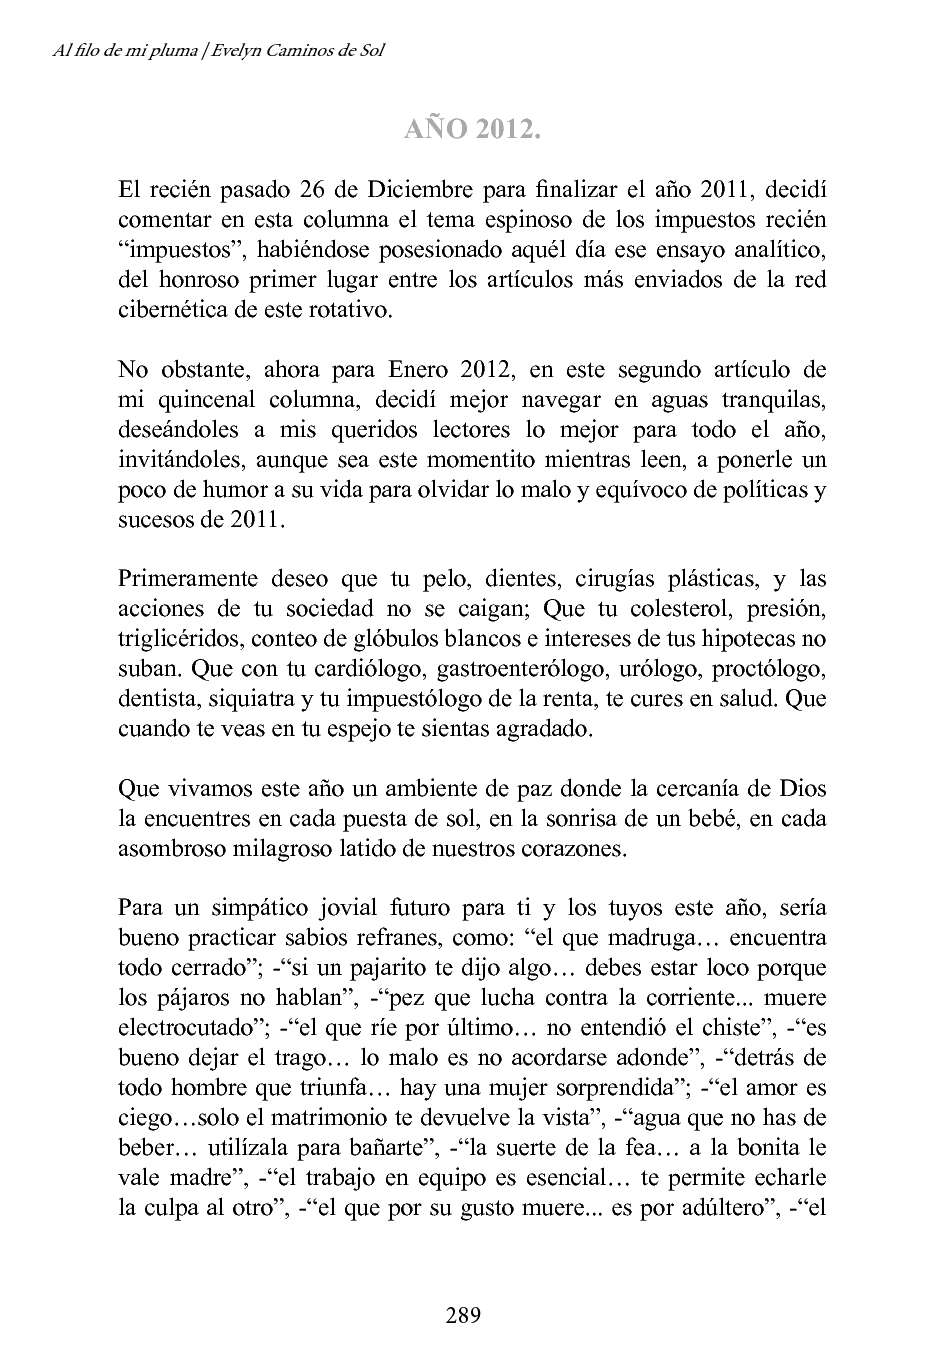 Al filo de mi pluma | Evelyn Caminos de Sol
AÑO 2012.
El recién pasado 26 de Diciembre para finalizar el año 2011, decidí
comentar en esta columna el tema espinoso de los impuestos recién
“impuestos”, habiéndose posesionado aquél día ese ensayo analítico,
del honroso primer lugar entre los artículos más enviados de la red
cibernética de este rotativo.
No obstante, ahora para Enero 2012, en este segundo artículo de
mi quincenal columna, decidí mejor navegar en aguas tranquilas,
deseándoles a mis queridos lectores lo mejor para todo el año,
invitándoles, aunque sea este momentito mientras leen, a ponerle un
poco de humor a su vida para olvidar lo malo y equívoco de políticas y
sucesos de 2011.
Primeramente deseo que tu pelo, dientes, cirugías plásticas, y las
acciones de tu sociedad no se caigan; Que tu colesterol, presión,
triglicéridos, conteo de glóbulos blancos e intereses de tus hipotecas no
suban. Que con tu cardiólogo, gastroenterólogo, urólogo, proctólogo,
dentista, siquiatra y tu impuestólogo de la renta, te cures en salud. Que
cuando te veas en tu espejo te sientas agradado.
Que vivamos este año un ambiente de paz donde la cercanía de Dios
la encuentres en cada puesta de sol, en la sonrisa de un bebé, en cada
asombroso milagroso latido de nuestros corazones.
Para un simpático jovial futuro para ti y los tuyos este año, sería
bueno practicar sabios refranes, como: “el que madruga… encuentra
todo cerrado”; -“si un pajarito te dijo algo… debes estar loco porque
los pájaros no hablan”, -“pez que lucha contra la corriente... muere
electrocutado”; -“el que ríe por último… no entendió el chiste”, -“es
bueno dejar el trago… lo malo es no acordarse adonde”, -“detrás de
todo hombre que triunfa… hay una mujer sorprendida”; -“el amor es
ciego…solo el matrimonio te devuelve la vista”, -“agua que no has de
beber… utilízala para bañarte”, -“la suerte de la fea… a la bonita le
vale madre”, -“el trabajo en equipo es esencial… te permite echarle
la culpa al otro”, -“el que por su gusto muere... es por adúltero”, -“el
289